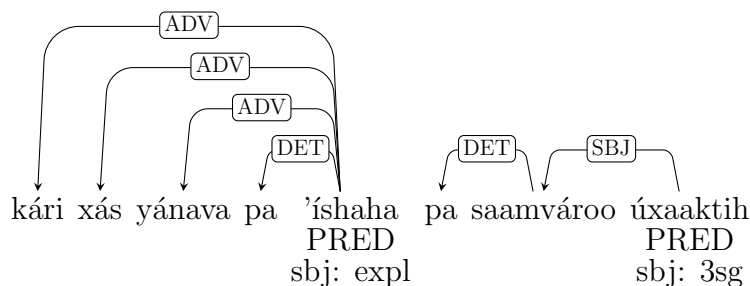 ADV
ADV
ADV
DET DET SBJ
kári xás yánava pa 'íshaha pa saamvároo úxaaktih
PRED PRED
sbj: expl sbj: 3sg